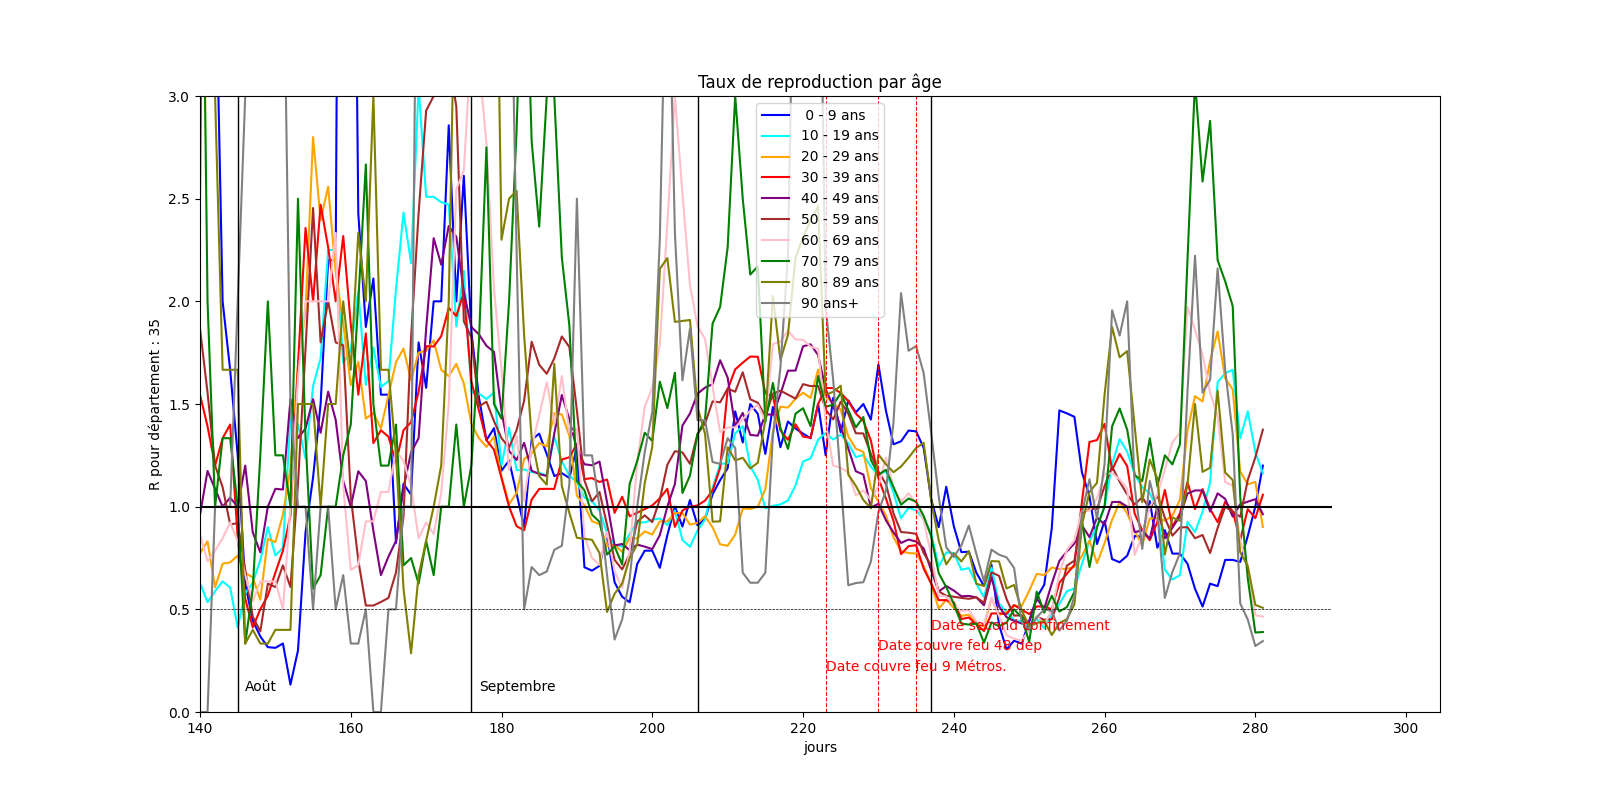 Taux de reproduction par âge
R pour département : 35
3.0
2.5
2.0
1.5
1.0
0.5
0.0
0 - 9 ans
10 - 19 ans
20 - 29 ans
30 - 39 ans
40 - 49 ans
50 - 59 ans
60 - 69 ans
70 - 79 ans
80 - 89 ans
90 ans+
Date second confinement
Date couvre feu 49 dép
Date couvre feu 9 Métros.
Août
Septembre
140
160
180
200
220
240
260
280
300
jours